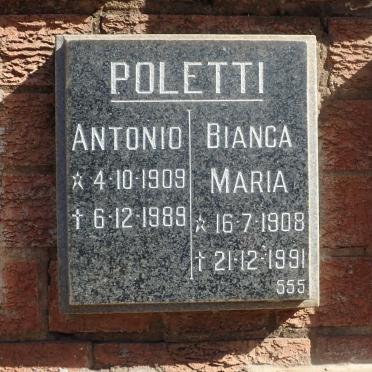 POLETTI
ANTONIO
☆ 4·10·1909
† 6·12·1989
BIANCA
MARIA
☆ 16·7·1908
† 21·12·1991
555